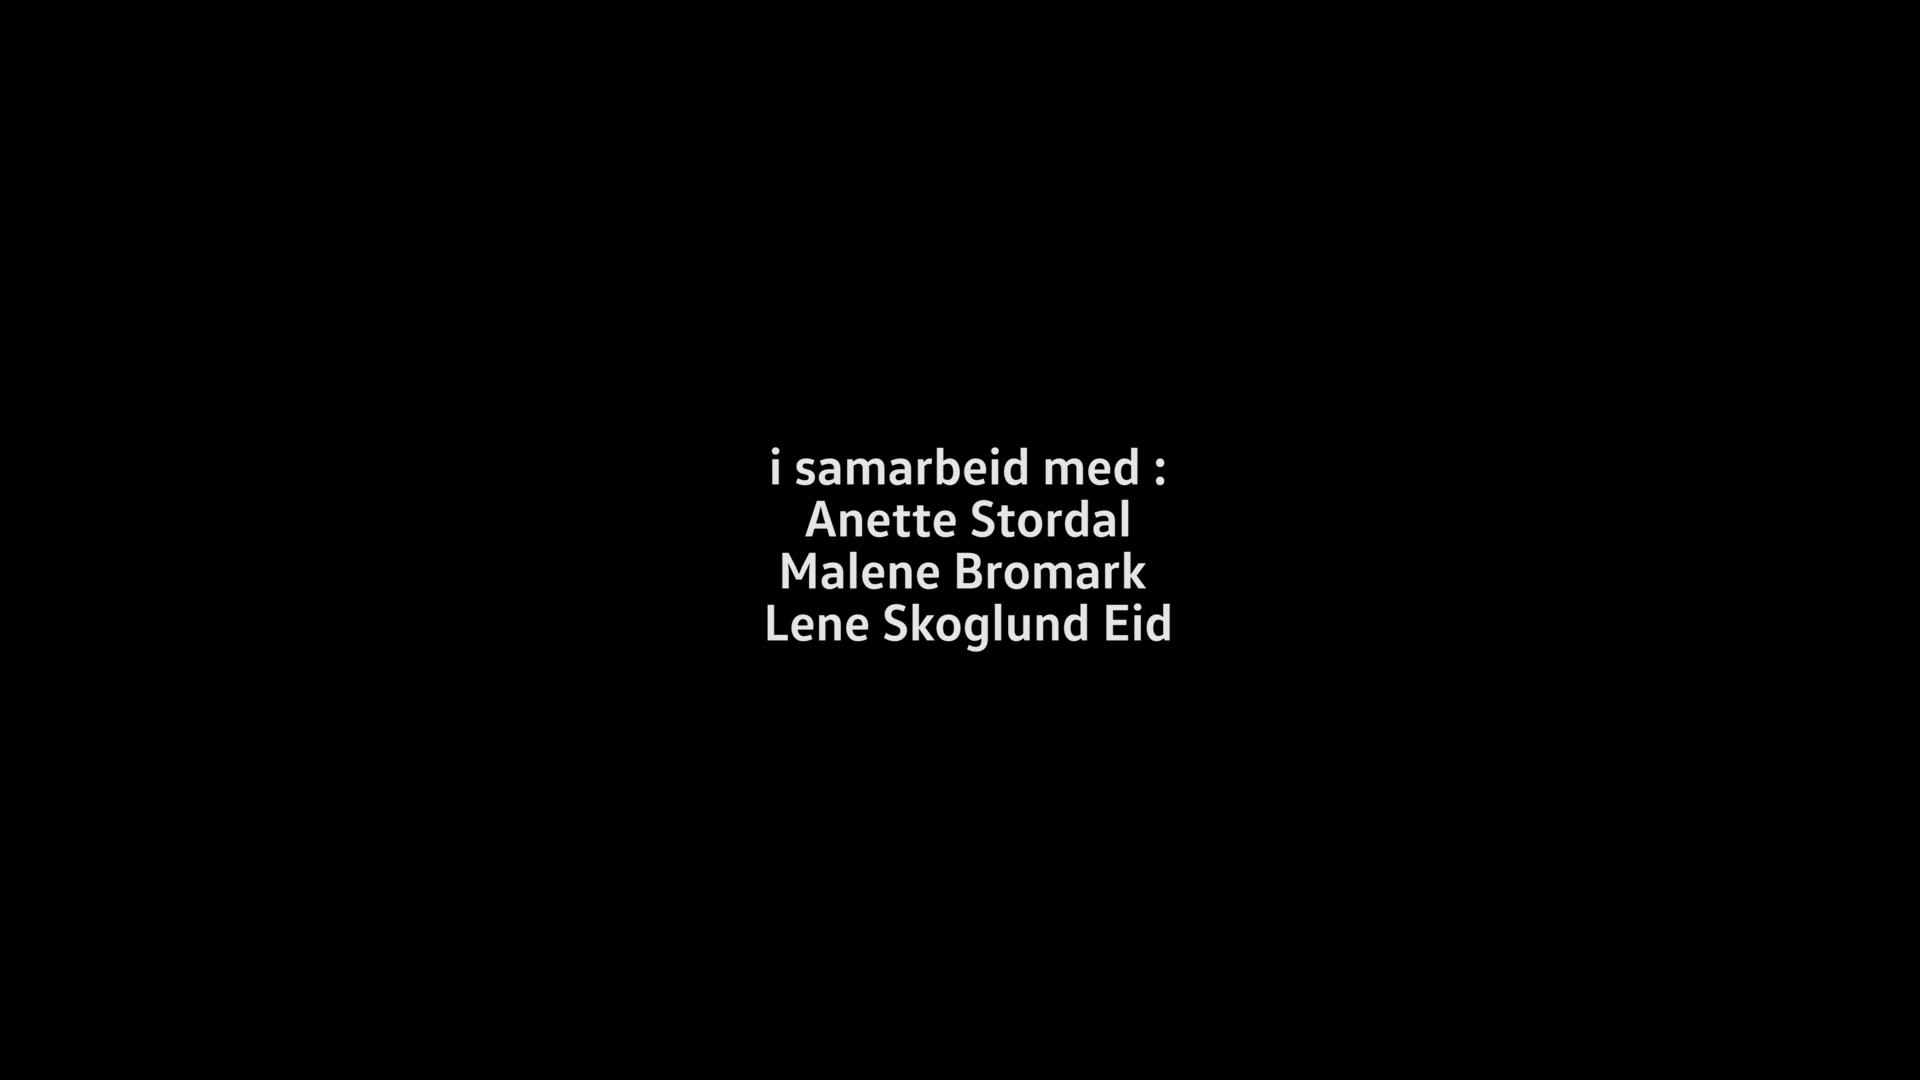 i samarbeid med :
Anette Stordal
Malene Bromark
Lene Skoglund Eid